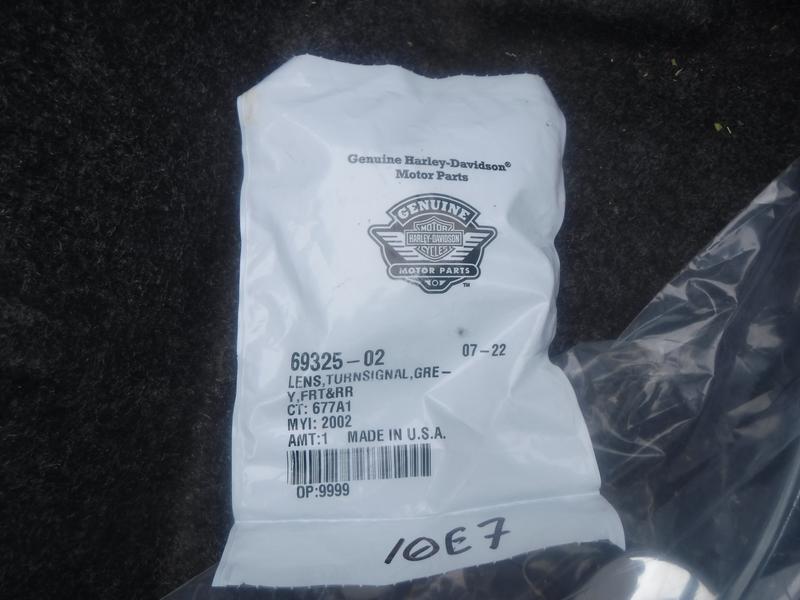 Genuine Harley-Davidson®
Motor Parts
GENUINE
MOTOR
HARLEY-DAVIDSON
CYCLES
MOTOR PARTS
TM
69325-02 07-22
LENS,TURNSIGNAL,GRE-
Y,FRT&RR
CT: 677A1
MYI: 2002
AMT:1 MADE IN U.S.A.
OP:9999
10E7